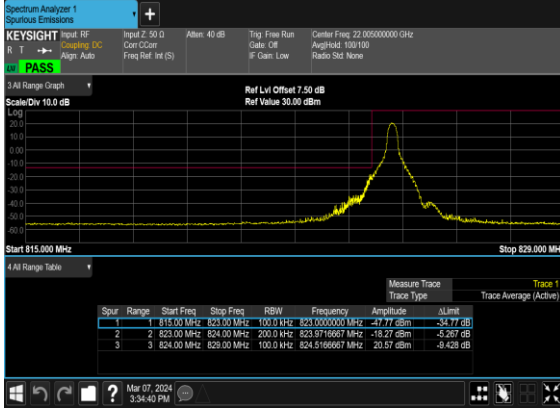 Spectrum Analyzer 1
Spurious Emissions
+
KEYSIGHT Input: RF Input Z: 50 Ω Atten: 40 dB Trig: Free Run Center Freq: 22.005000000 GHz
R T Coupling: DC Corr CCorr Gate: Off Avg|Hold: 100/100
Align: Auto Freq Ref: Int (S) IF Gain: Low Radio Std: None
PASS
3.All Range Graph
Ref Lvl Offset 7.50 dB
Scale/Div 10.0 dB Ref Value 30.00 dBm
Log
20.0
10.0
0.00
-10.0
-20.0
-30.0
-40.0
-50.0
-60.0
Start 815.000 MHz Stop 829.000 MH
4.All Range Table
Measure Trace Trace 1
Trace Type Trace Average (Active)
Spur Range Start Freq Stop Freq RBW Frequency Amplitude ΔLimit
1 1 815.00 MHz 823.00 MHz 100.0 kHz 823.0000000 MHz -47.77 dBm -34.77 dB
2 2 823.00 MHz 824.00 MHz 200.0 kHz 823.9716667 MHz -18.27 dBm -5.267 dB
3 3 824.00 MHz 829.00 MHz 100.0 kHz 824.5166667 MHz 20.57 dBm -9.428 dB
?
Mar 07, 2024
3:34:40 PM